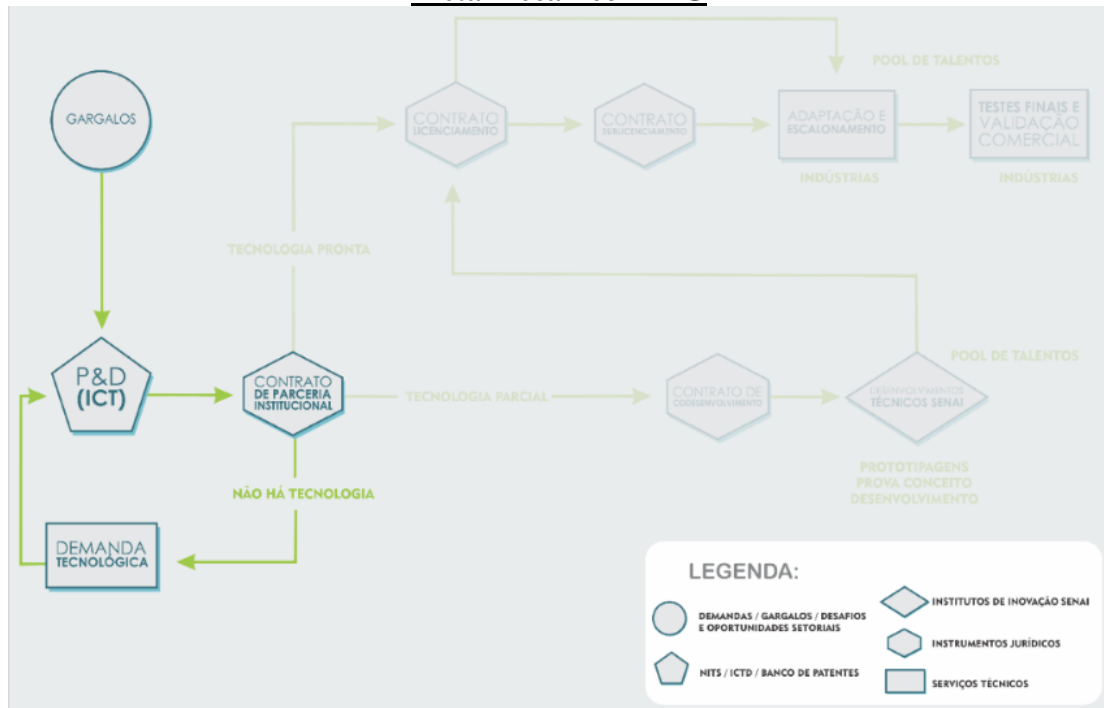 GARGALOS
P&D
(ICT)
CONTRATO
DE PARCERIA
INSTITUCIONAL
NÃO HÁ TECNOLOGIA
DEMANDA
TECNOLÓGICA
TECNOLOGIA PRONTA
CONTRATO
LICENCIAMENTO
CONTRATO
SUBLICENCIAMENTO
POOL DE TALENTOS
ADAPTAÇÃO E
ESCALONAMENTO
INDÚSTRIAS
TESTES FINAIS E
VALIDAÇÃO
COMERCIAL
INDÚSTRIAS
TECNOLOGIA PARCIAL
CONTRATO DE
CODESENVOLVIMENTO
POOL DE TALENTOS
DESENVOLVIMENTOS
TÉCNICOS SENAI
PROTOTIPAGENS
PROVA CONCEITO
DESENVOLVIMENTO
LEGENDA:
DEMANDAS / GARGALOS / DESAFIOS
E OPORTUNIDADES SETORIAIS
NITS / ICTD / BANCO DE PATENTES
INSTITUTOS DE INOVAÇÃO SENAI
INSTRUMENTOS JURÍDICOS
SERVIÇOS TÉCNICOS